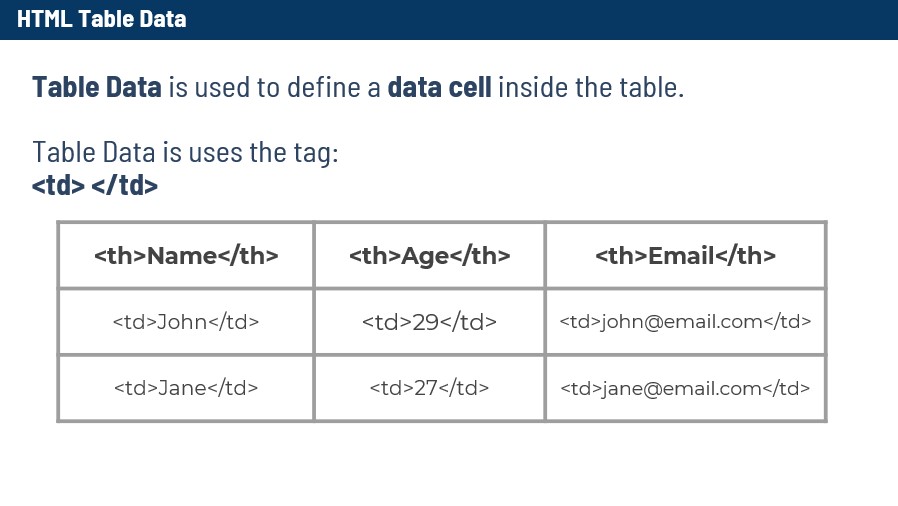 HTML Table Data
Table Data is used to define a data cell inside the table.
Table Data is uses the tag:
<td> </td>
<th>Name</th> <th>Age</th> <th>Email</th>
<td>John</td> <td>29</td> <td>john@email.com</td>
<td>Jane</td> <td>27</td> <td>jane@email.com</td>